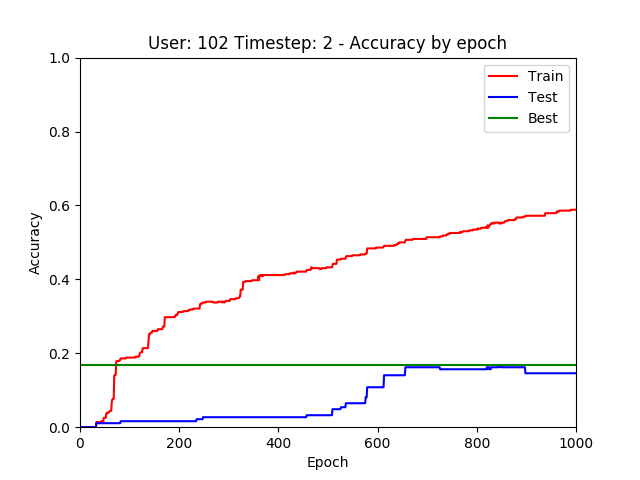 User: 102 Timestep: 2 - Accuracy by epoch
1.0
0.8
0.6
0.4
0.2
0.0
Accuracy
Train
Test
Best
0 200 400 600 800 1000
Epoch